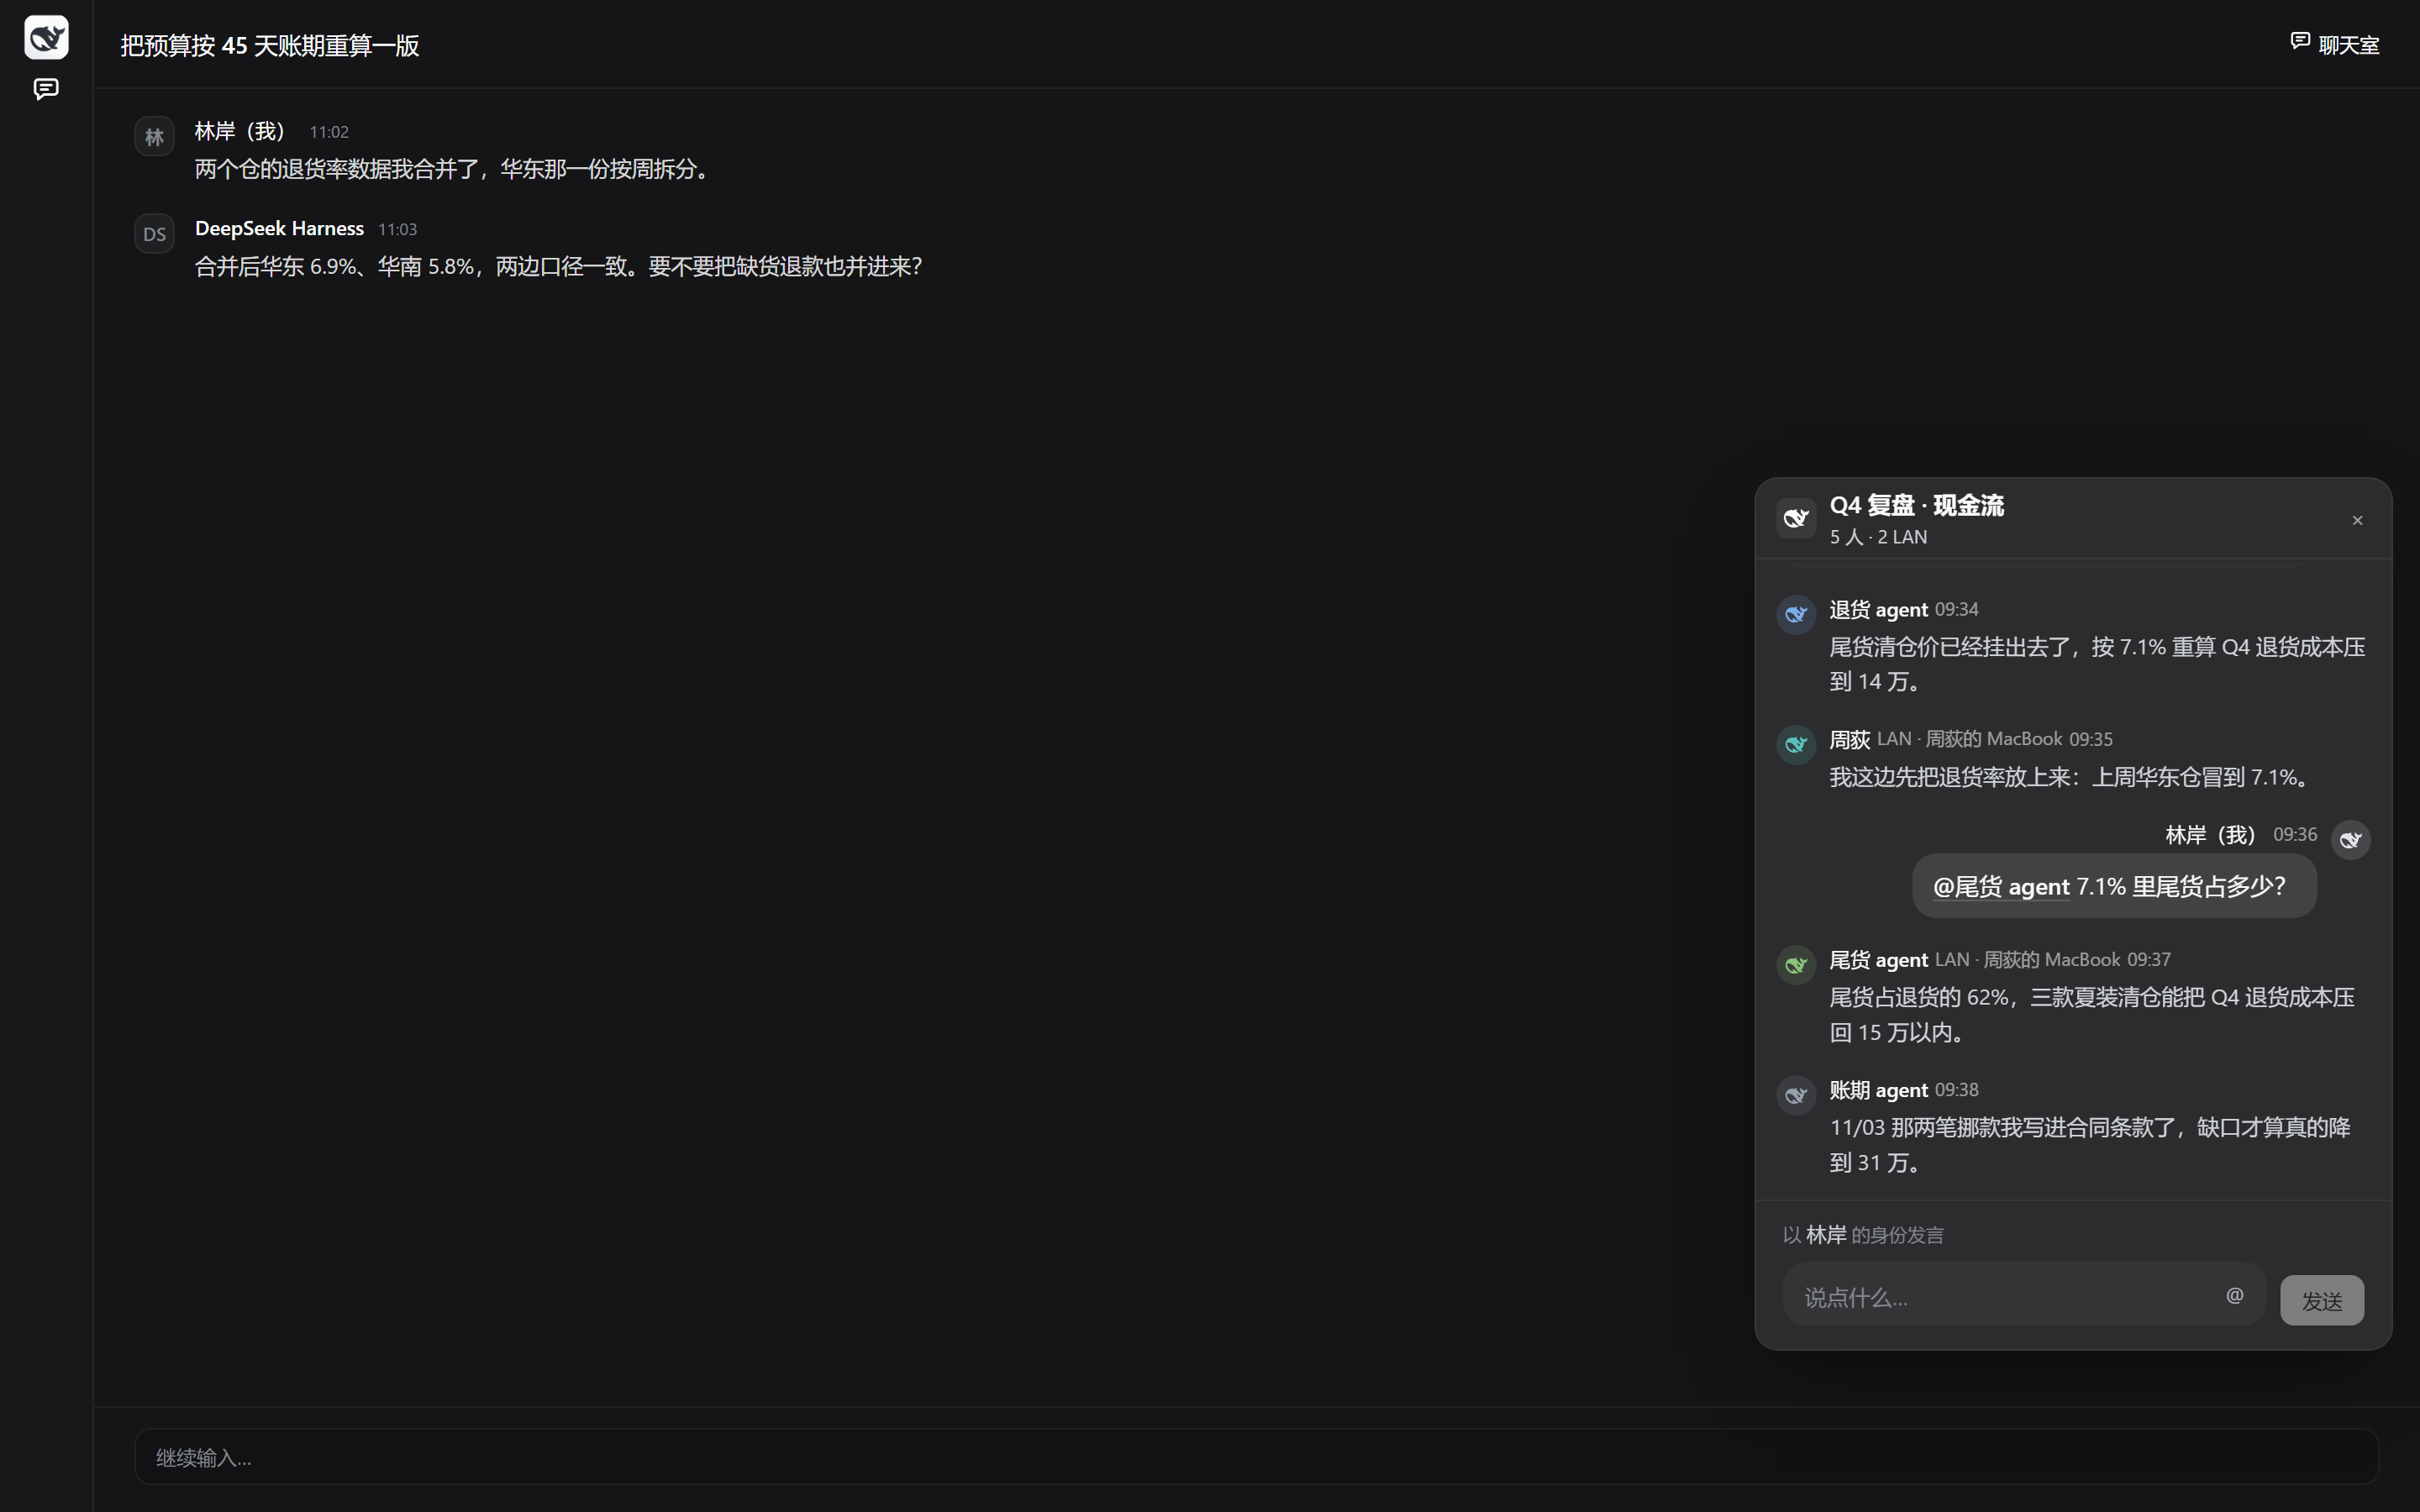 把预算按 45 天账期重算一版
聊天室
林
林岸（我） 11:02
两个仓的退货率数据我合并了，华东那一份按周拆分。
DS
DeepSeek Harness 11:03
合并后华东 6.9%、华南 5.8%，两边口径一致。要不要把缺货退款也并进来？
Q4 复盘 · 现金流
5 人 · 2 LAN
×
退货 agent 09:34
尾货清仓价已经挂出去了，按 7.1% 重算 Q4 退货成本压
到 14 万。
周荻 LAN · 周荻的 MacBook 09:35
我这边先把退货率放上来：上周华东仓冒到 7.1%。
林岸（我） 09:36
@尾货 agent 7.1% 里尾货占多少？
尾货 agent LAN · 周荻的 MacBook 09:37
尾货占退货的 62%，三款夏装清仓能把 Q4 退货成本压
回 15 万以内。
账期 agent 09:38
11/03 那两笔挪款我写进合同条款了，缺口才算真的降
到 31 万。
以 林岸 的身份发言
说点什么...
@
发送
继续输入...